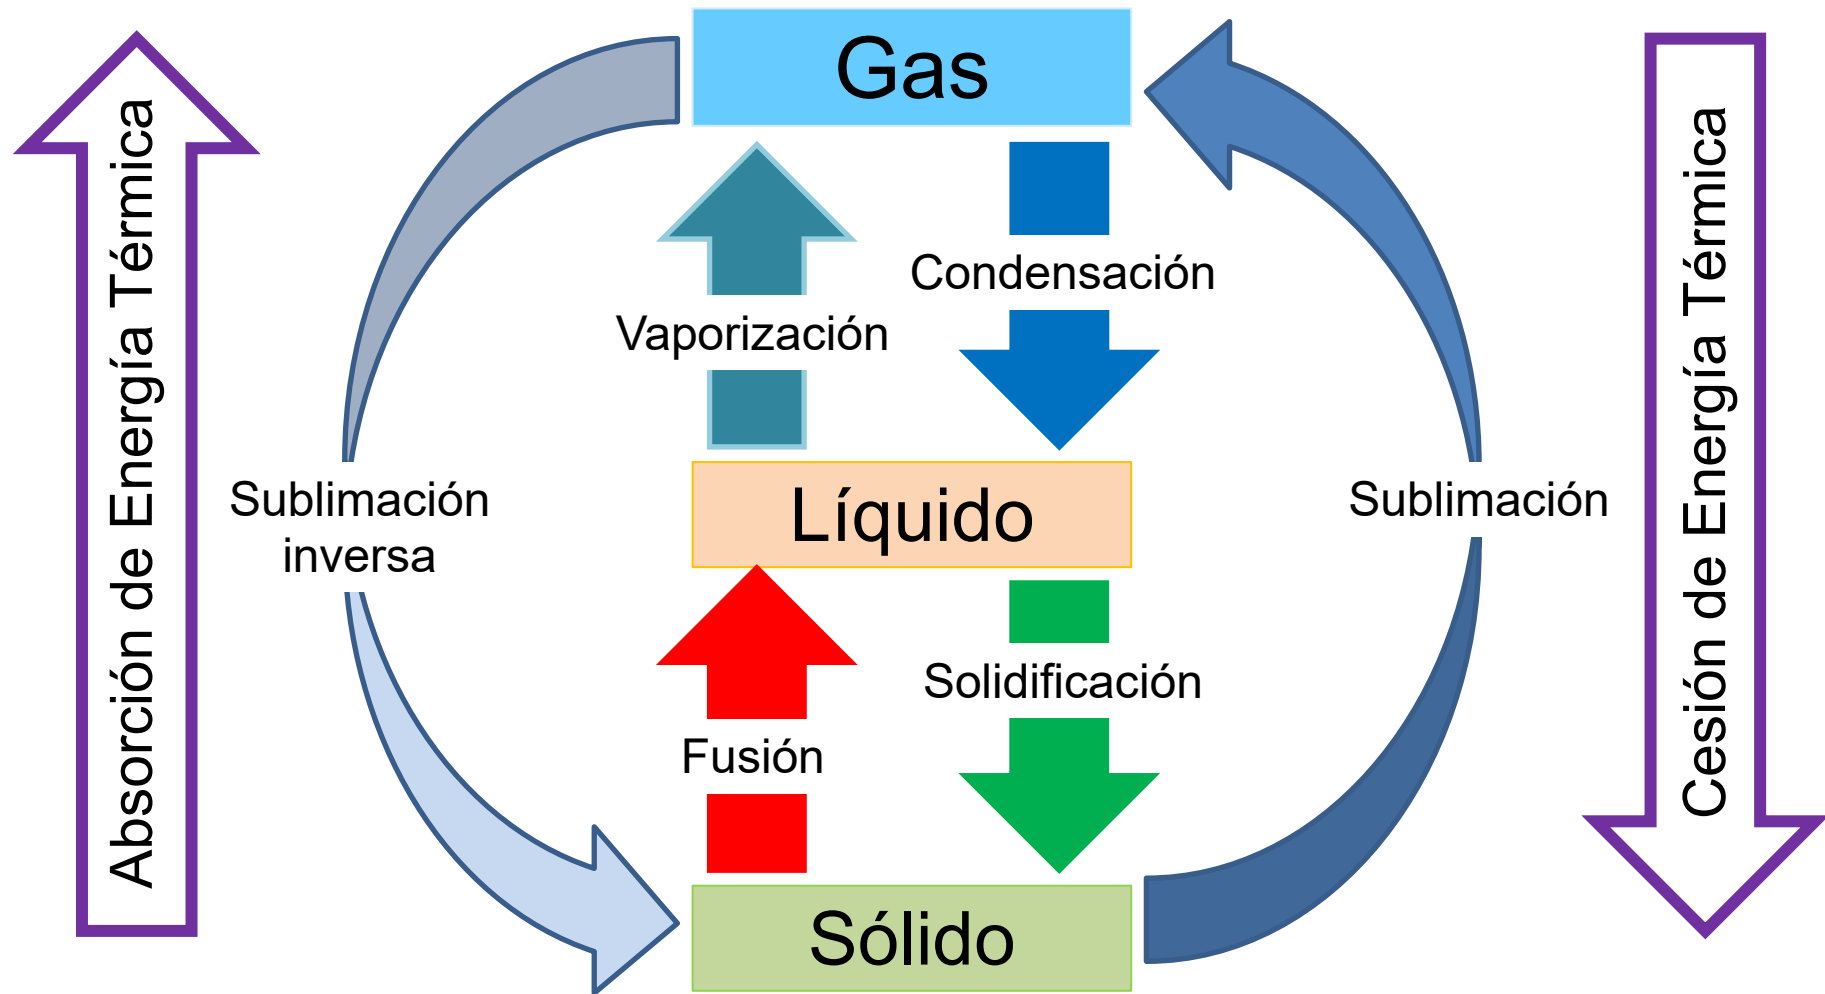 Gas
Absorción de Energía Térmica
Cesión de Energía Térmica
Condensación
Vaporización
Líquido
Sublimación
inversa
Sublimación
Solidificación
Fusión
Sólido